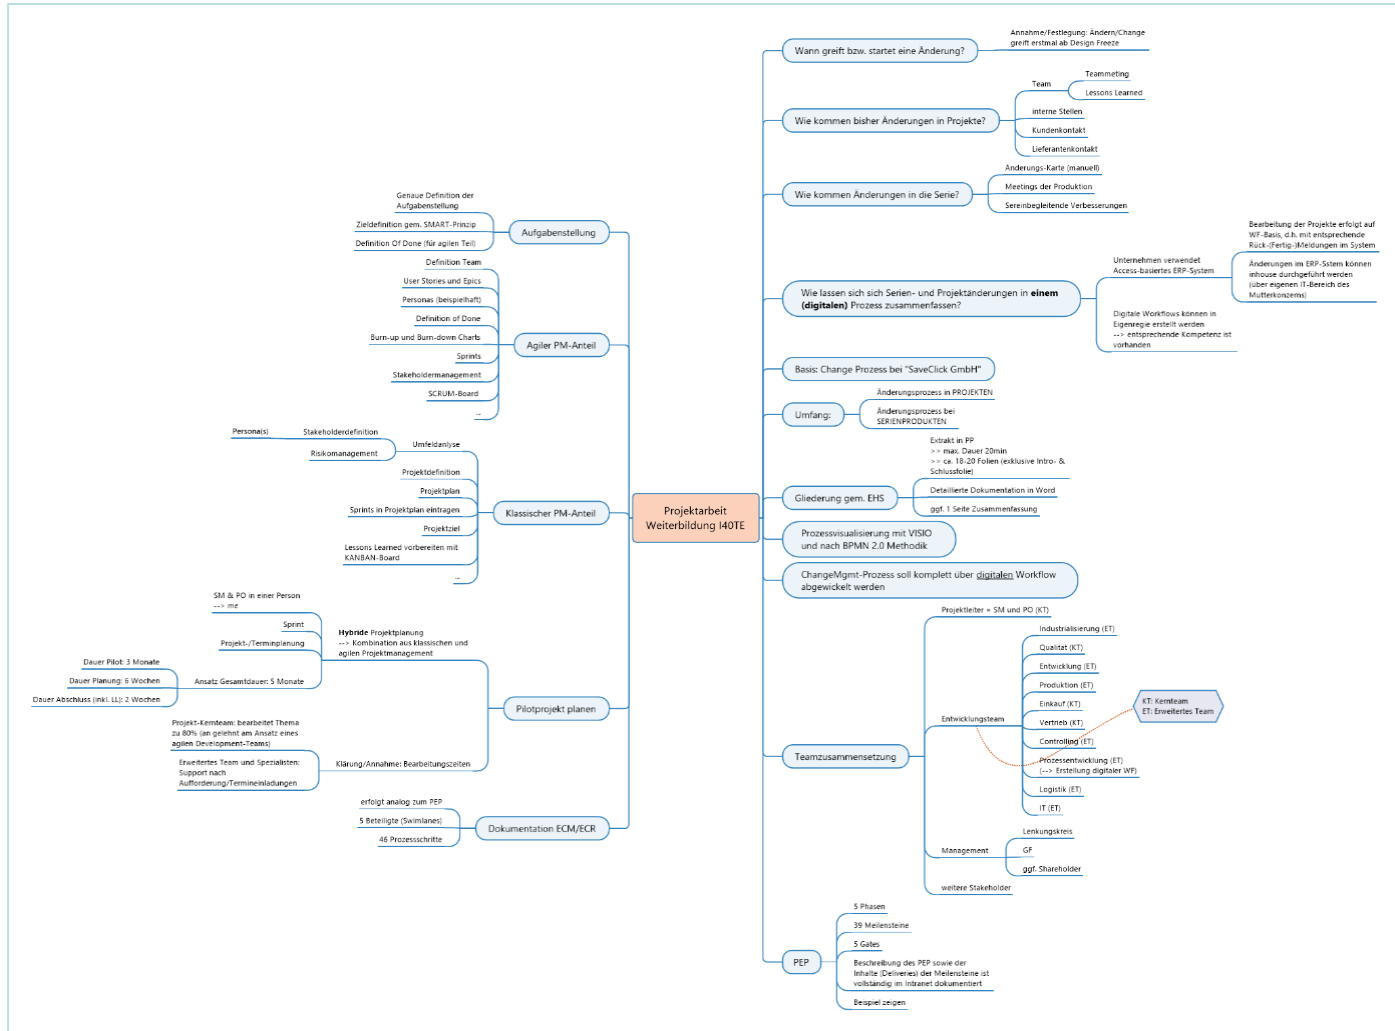 Projektarbeit
Weiterbildung I40TE
Wann greift bzw. startet eine Änderung?
Annahme/Festlegung: Ändern/Change
greift erstmal ab Design Freeze
Wie kommen bisher Änderungen in Projekte?
Team
Teammeting
Lessons Learned
interne Stellen
Kundenkontakt
Lieferantenkontakt
Wie kommen Änderungen in die Serie?
Änderungs-Karte (manuell)
Meetings der Produktion
Sereinbegleitende Verbesserungen
Wie lassen sich sich Serien- und Projektänderungen in einem
(digitalen) Prozess zusammenfassen?
Unternehmen verwendet
Access-basiertes ERP-System
Bearbeitung der Projekte erfolgt auf
WF-Basis, d.h. mit entsprechende
Rück-(Fertig-)Meldungen im System
Änderungen im ERP-Sstem können
inhouse durchgeführt werden
(über eigenen IT-Bereich des
Mutterkonzerns)
Digitale Workflows können in
Eigenregie erstellt werden
--> entsprechende Kompetenz ist
vorhanden
Basis: Change Prozess bei "SaveClick GmbH"
Umfang:
Änderungsprozess in PROJEKTEN
Änderungsprozess bei
SERIENPRODUKTEN
Gliederung gem. EHS
Extrakt in PP
>> max. Dauer 20min
>> ca. 18-20 Folien (exklusive Intro- &
Schlussfolie)
Detaillierte Dokumentation in Word
ggf. 1 Seite Zusammenfassung
Prozessvisualisierung mit VISIO
und nach BPMN 2.0 Methodik
ChangeMgmt-Prozess soll komplett über digitalen Workflow
abgewickelt werden
Teamzusammensetzung
Projektleiter = SM und PO (KT)
Entwicklungsteam
Industrialisierung (ET)
Qualität (KT)
Entwicklung (ET)
Produktion (ET)
Einkauf (KT)
Vertrieb (KT)
Controlling (ET)
Prozessentwicklung (ET)
(--> Erstellung digitaler WF)
Logistik (ET)
IT (ET)
KT: Kernteam
ET: Erweitertes Team
Management
Lenkungskreis
GF
ggf. Shareholder
weitere Stakeholder
PEP
5 Phasen
39 Meilensteine
5 Gates
Beschreibung des PEP sowie der
Inhalte (Deliveries) der Meilensteine ist
vollständig im Intranet dokumentiert
Beispiel zeigen
Aufgabenstellung
Genaue Definition der
Aufgabenstellung
Zieldefinition gem. SMART-Prinzip
Definition Of Done (für agilen Teil)
Agiler PM-Anteil
Definition Team
User Stories und Epics
Personas (beispielhaft)
Definition of Done
Burn-up und Burn-down Charts
Sprints
Stakeholdermanagement
SCRUM-Board
...
Klassischer PM-Anteil
Umfeldanlyse
Stakeholderdefinition
Persona(s)
Risikomanagement
Projektdefinition
Projektplan
Sprints in Projektplan eintragen
Projektziel
Lessons Learned vorbereiten mit
KANBAN-Board
...
Pilotprojekt planen
Hybride Projektplanung
--> Kombination aus klassischen und
agilen Projektmanagement
SM & PO in einer Person
--> me
Sprint
Projekt-/Terminplanung
Ansatz Gesamtdauer: 5 Monate
Dauer Pilot: 3 Monate
Dauer Planung: 6 Wochen
Dauer Abschluss (inkl. LL): 2 Wochen
Klärung/Annahme: Bearbeitungszeiten
Projekt-Kernteam: bearbeitet Thema
zu 80% (an gelehnt am Ansatz eines
agilen Development-Teams)
Erweitertes Team und Spezialisten:
Support nach
Aufforderung/Termineinladungen
Dokumentation ECM/ECR
erfolgt analog zum PEP
5 Beteiligte (Swimlanes)
46 Prozessschritte